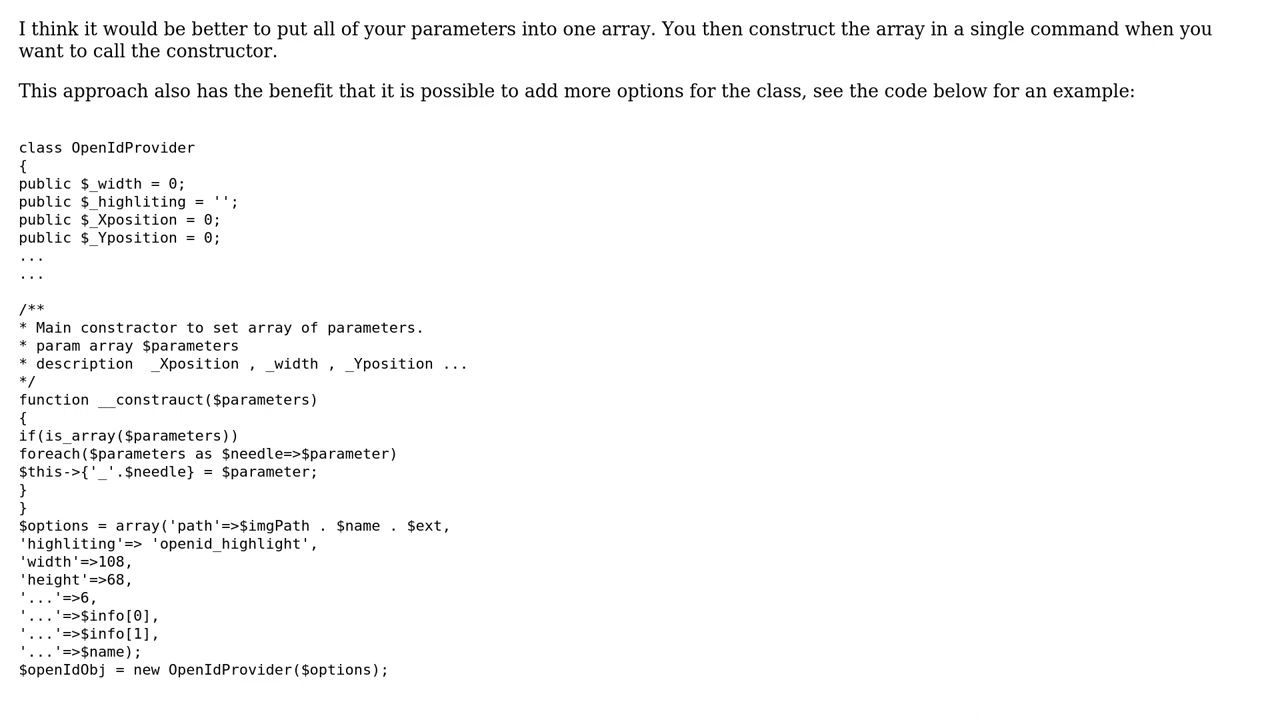 I think it would be better to put all of your parameters into one array. You then construct the array in a single command when you
want to call the constructor.
This approach also has the benefit that it is possible to add more options for the class, see the code below for an example:
class OpenIdProvider
{
public $_width = 0;
public $_highliting = '';
public $_Xposition = 0;
public $_Yposition = 0;
...
...
/**
* Main constractor to set array of parameters.
* param array $parameters
* description  _Xposition , _width , _Yposition ...
*/
function __constrauct($parameters)
{
if(is_array($parameters))
foreach($parameters as $needle=>$parameter)
$this->{'_'.$needle} = $parameter;
}
}
$options = array('path'=>$imgPath . $name . $ext,
'highliting'=> 'openid_highlight',
'width'=>108,
'height'=>68,
'...'=>6,
'...'=>$info[0],
'...'=>$info[1],
'...'=>$name);
$openIdObj = new OpenIdProvider($options);